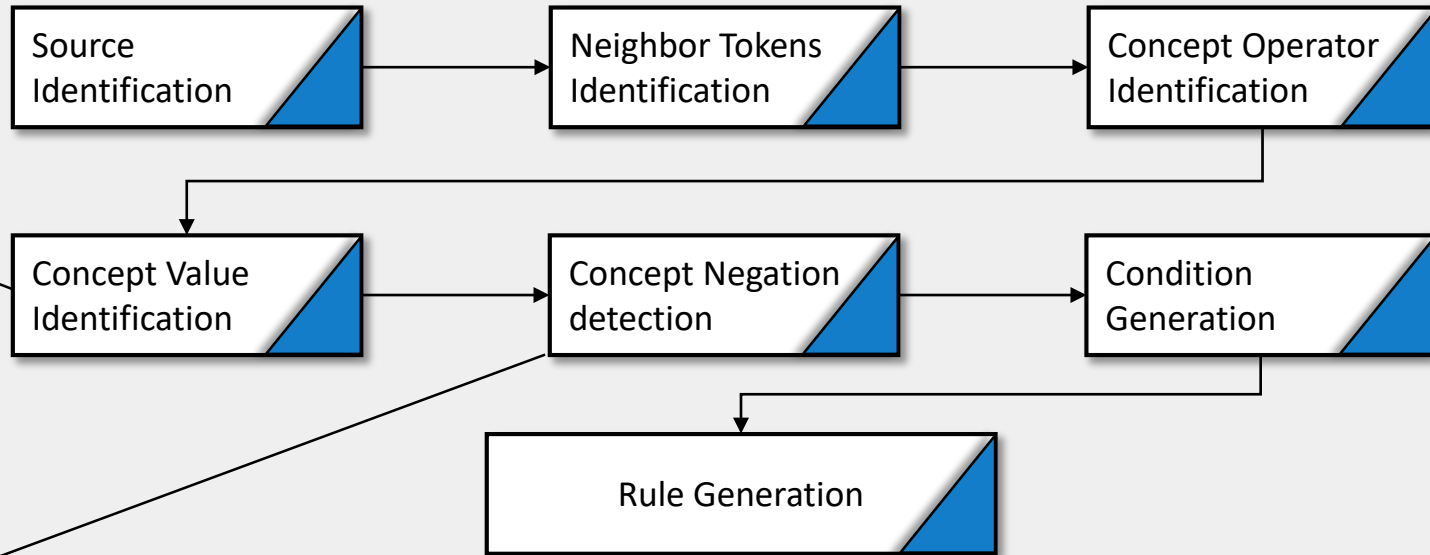 Source
Identification
Neighbor Tokens
Identification
Concept Operator
Identification
Concept Value
Identification
Concept Negation
detection
Condition
Generation
Rule Generation